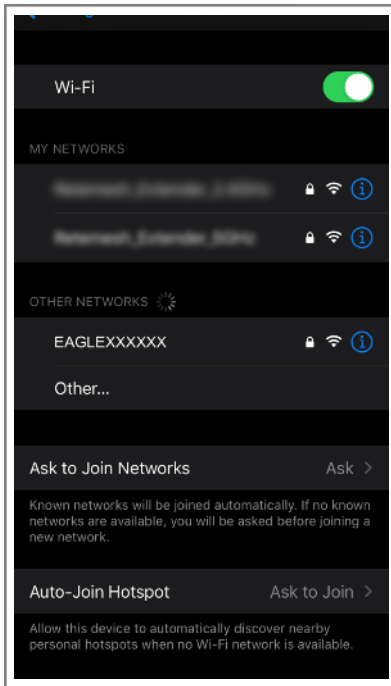 Wi-Fi
MY NETWORKS
OTHER NETWORKS
EAGLEXXXXXX
Other...
Ask to Join Networks
Ask >
Known networks will be joined automatically. If no known
networks are available, you will be asked before joining a
new network.
Auto-Join Hotspot
Ask to Join >
Allow this device to automatically discover nearby
personal hotspots when no Wi-Fi network is available.